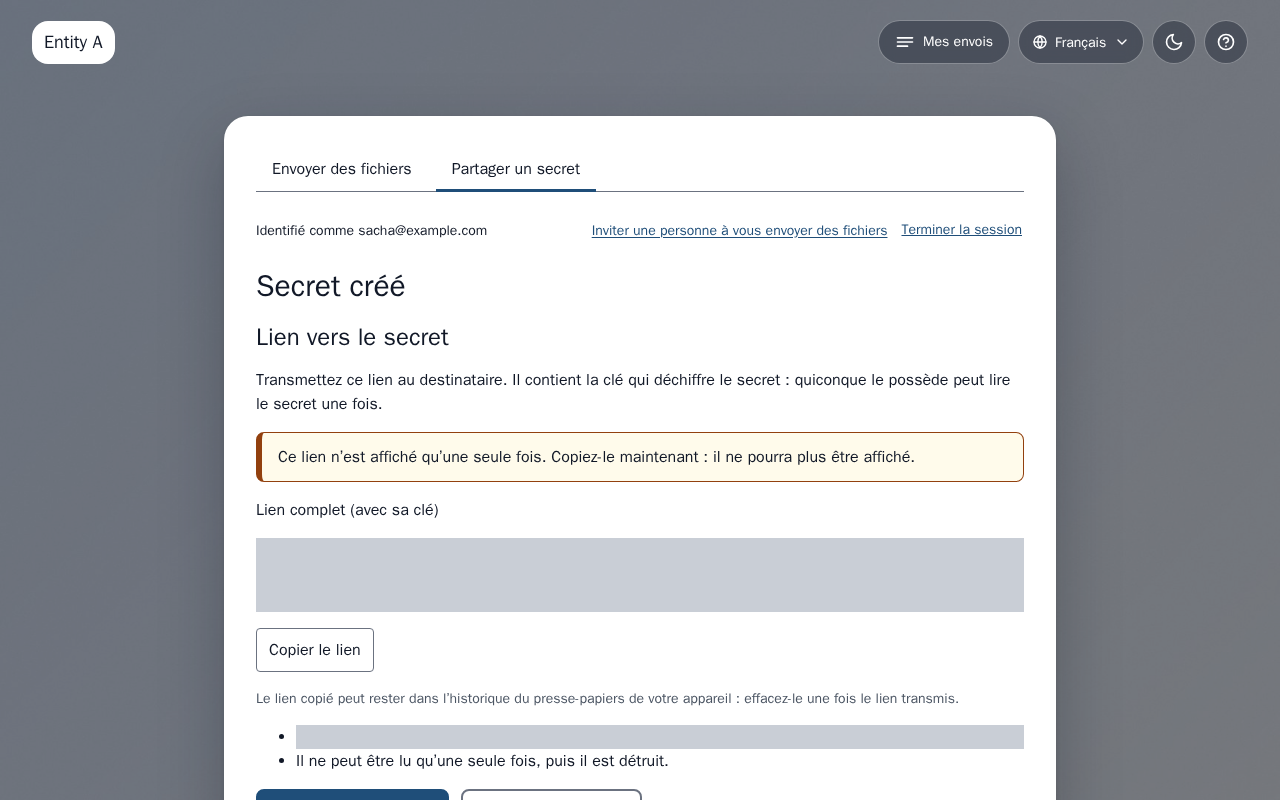 Entity A
Mes envois
Français
Envoyer des fichiers
Partager un secret
Identifié comme sacha@example.com
Inviter une personne à vous envoyer des fichiers
Terminer la session
Secret créé
Lien vers le secret
Transmettez ce lien au destinataire. Il contient la clé qui déchiffre le secret : quiconque le possède peut lire
le secret une fois.
Ce lien n'est affiché qu'une seule fois. Copiez-le maintenant : il ne pourra plus être affiché.
Lien complet (avec sa clé)
Copier le lien
Le lien copié peut rester dans l'historique du presse-papiers de votre appareil : effacez-le une fois le lien transmis.
Il ne peut être lu qu'une seule fois, puis il est détruit.